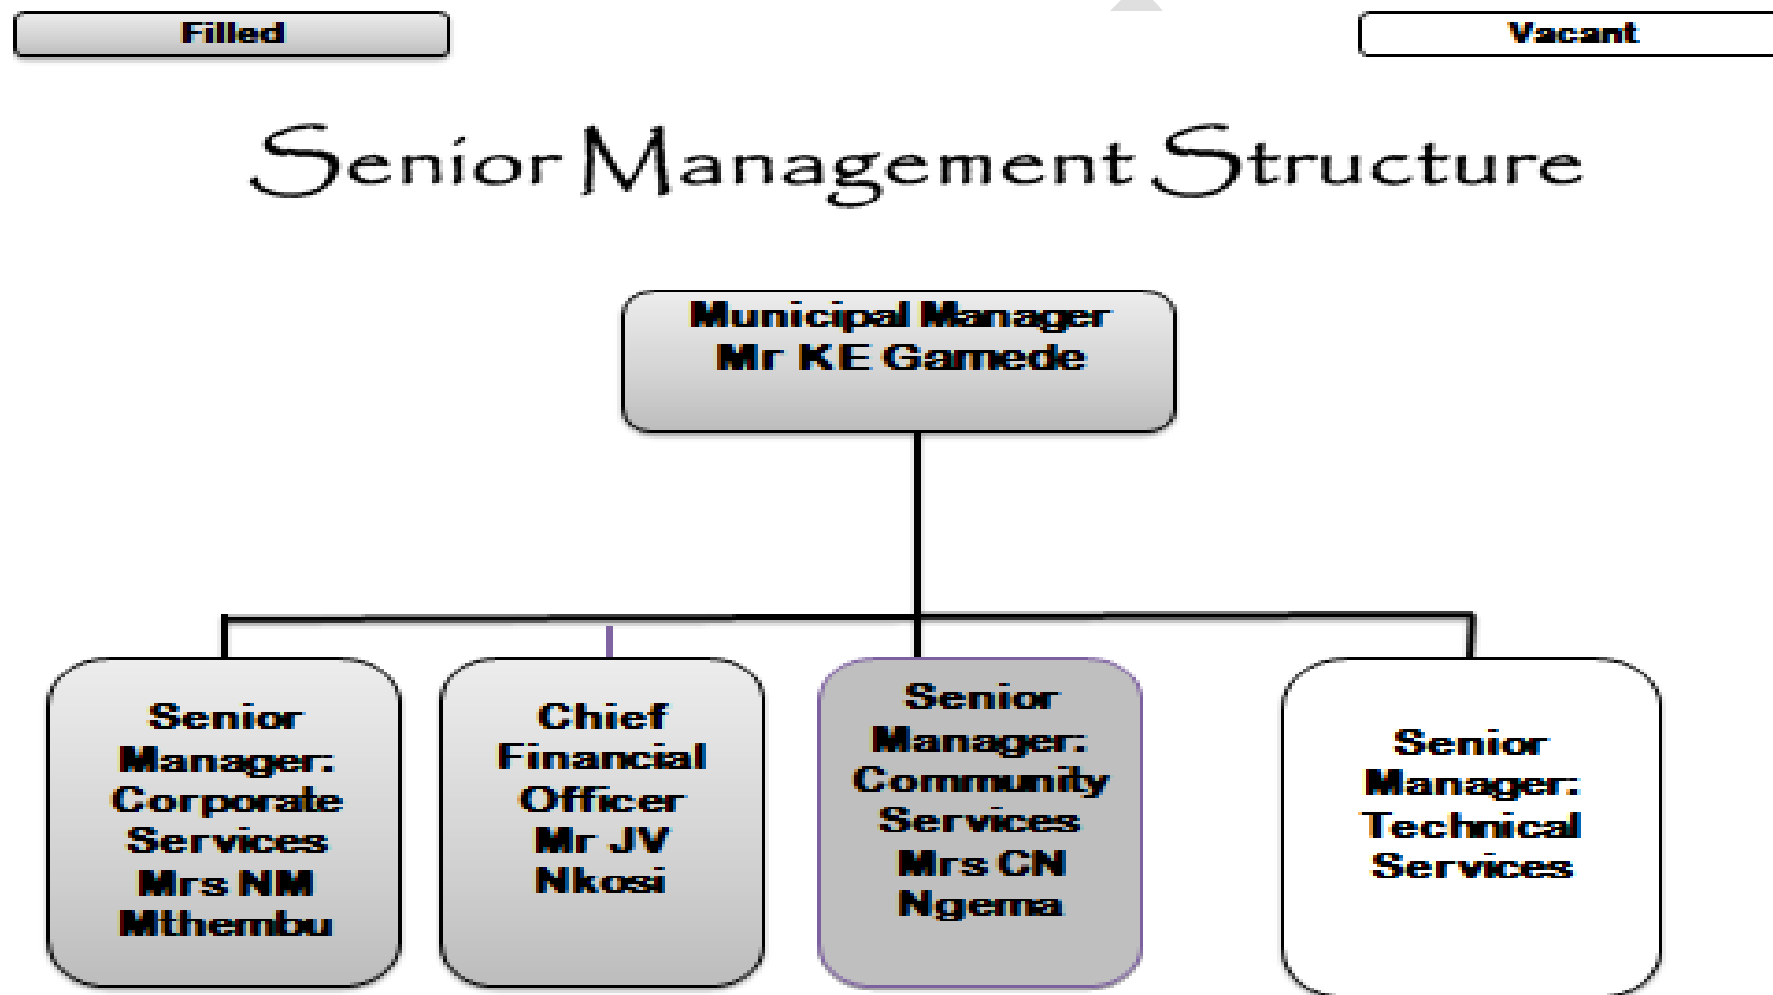 Filled
Vacant
Senior Management Structure
Municipal Manager
Mr KE Gamede
Senior
Manager:
Corporate
Services
Mrs NM
Mthembu
Chief
Financial
Officer
Mr JV
Nkosi
Senior
Manager:
Community
Services
Mrs CN
Ngema
Senior
Manager:
Technical
Services